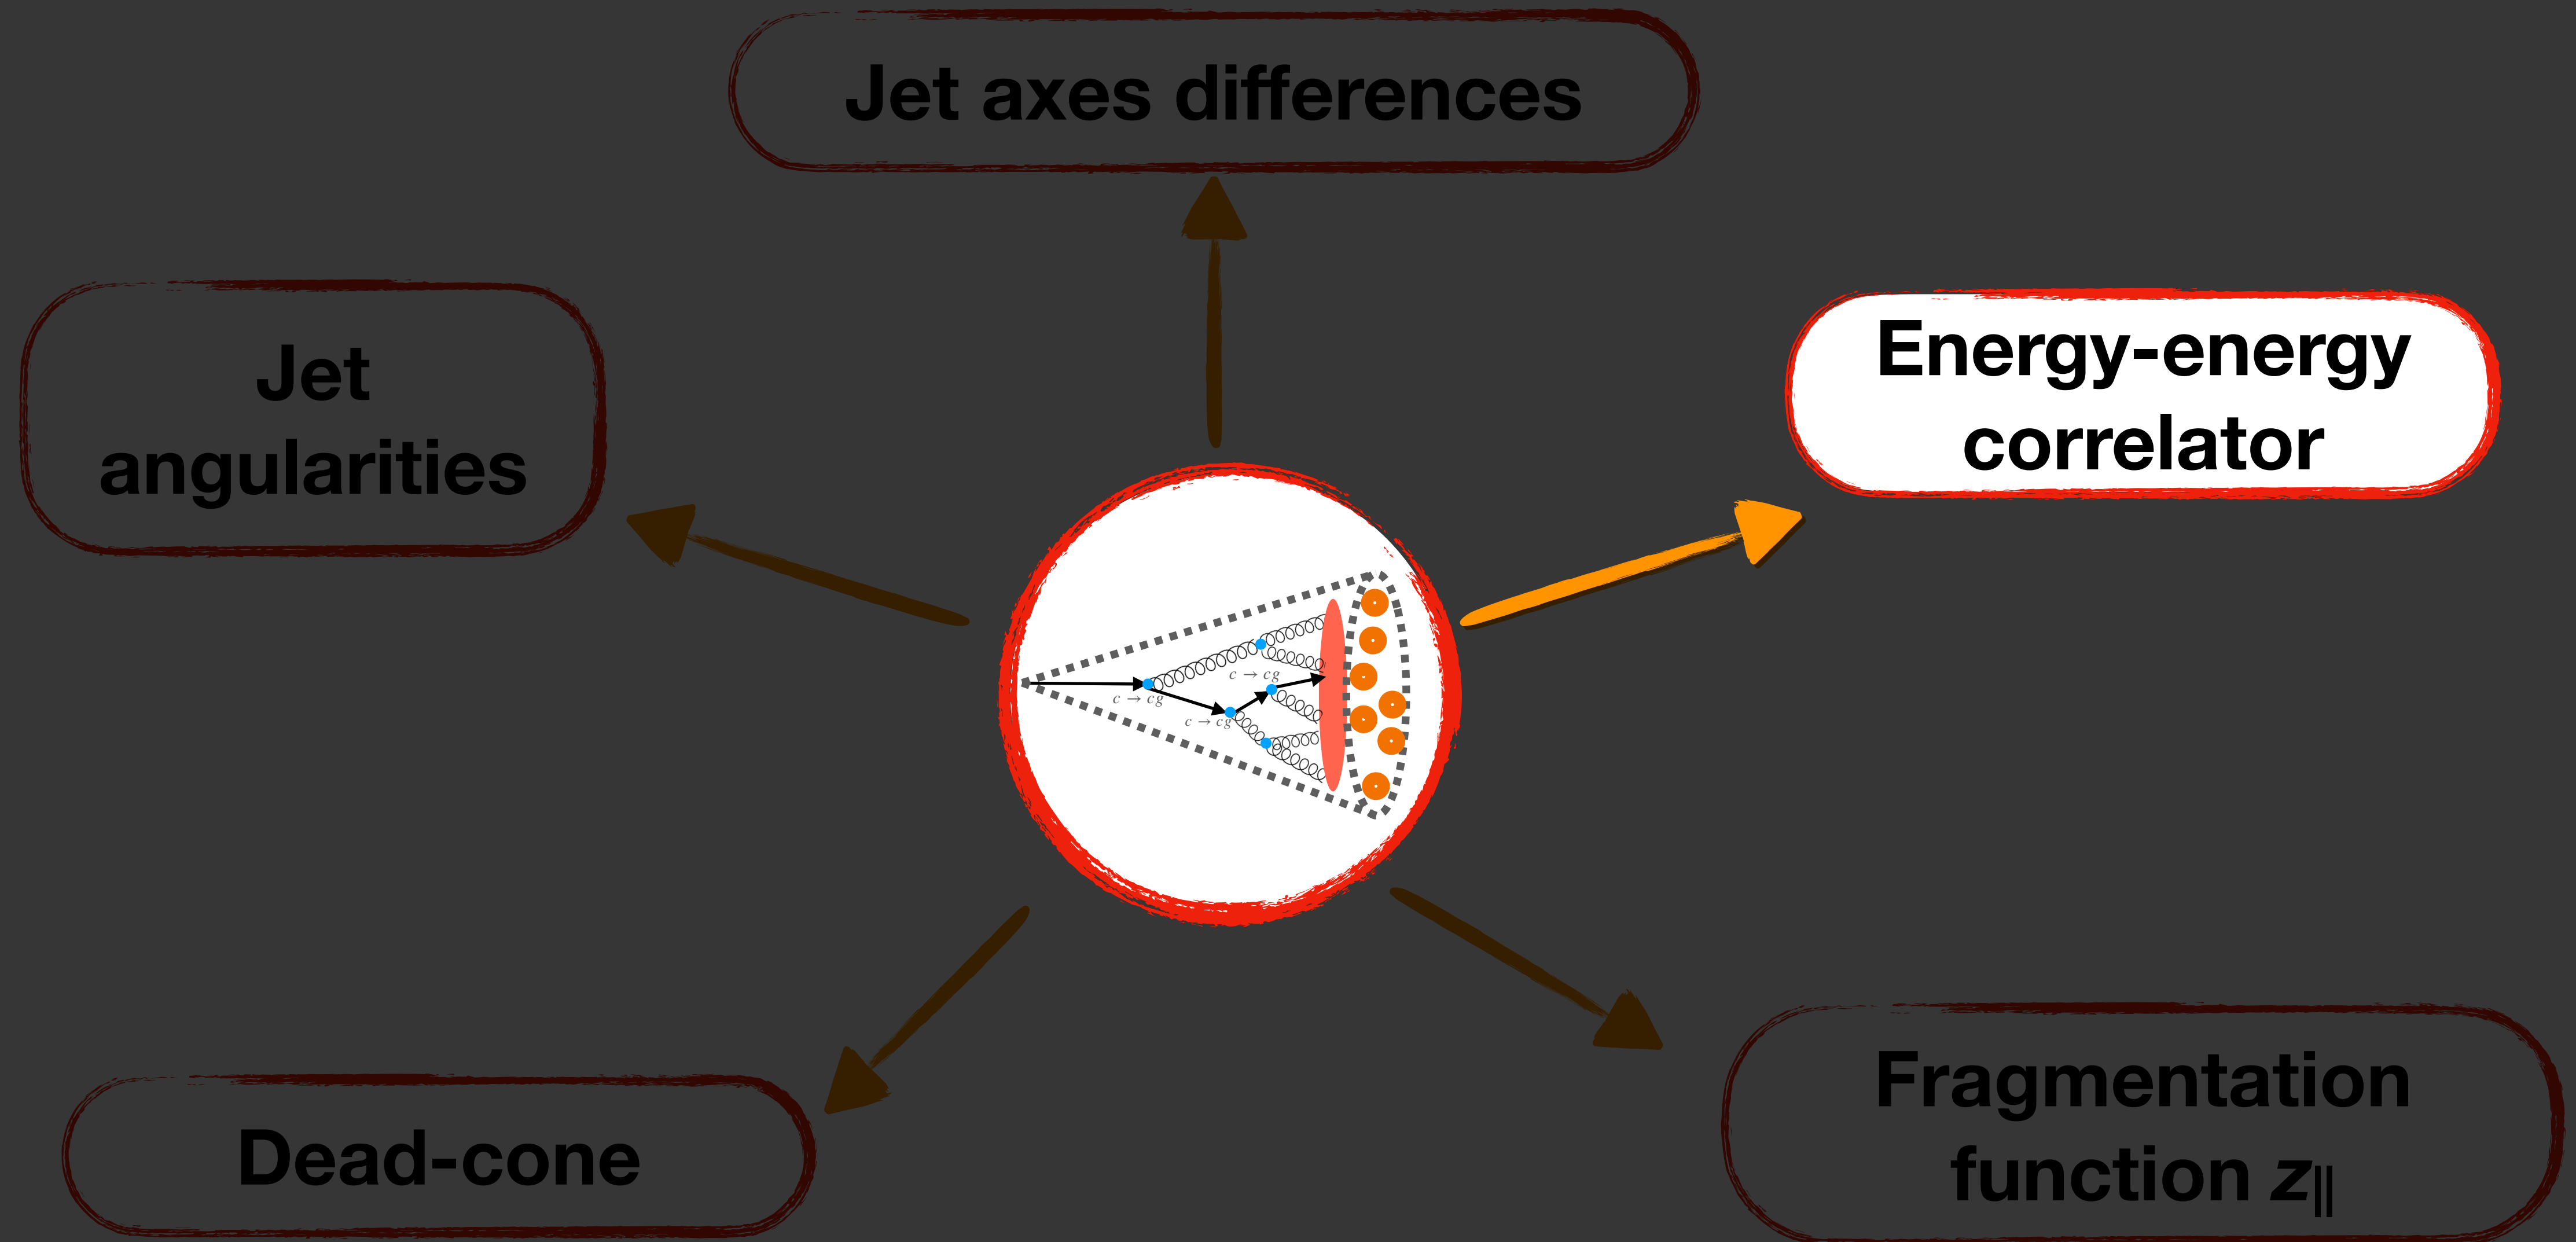 Jet axes differences
Jet
angularities
Energy-energy
correlator
c → cg
c → cg
c → cg
Dead-cone
Fragmentation
function z∥